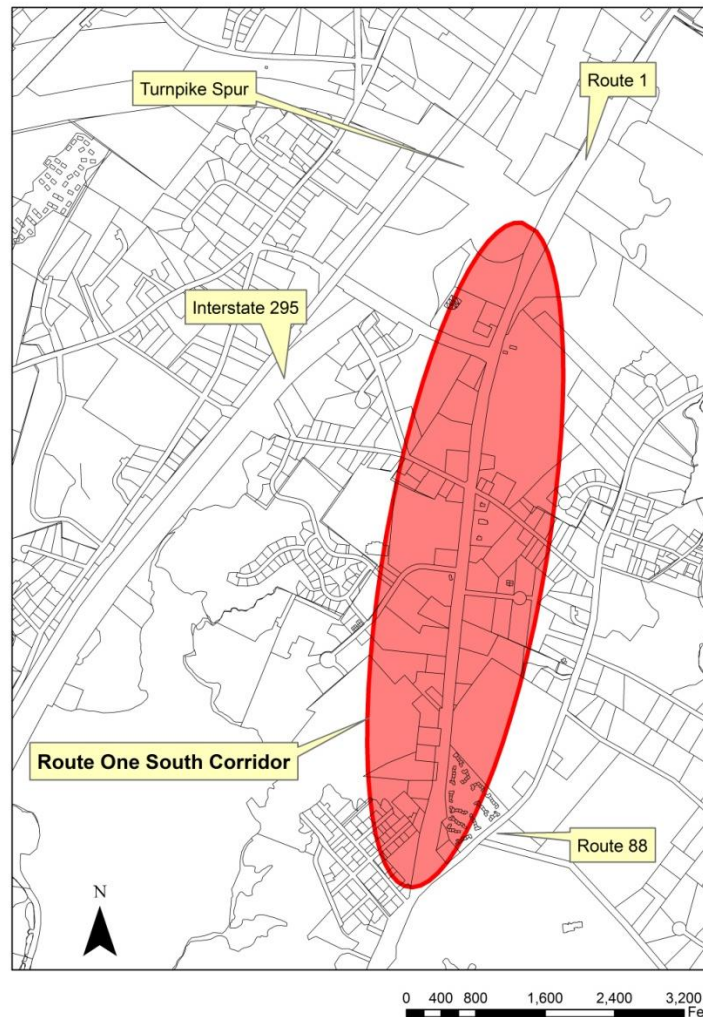 Route 1
Turnpike Spur
Interstate 295
Route One South Corridor
Route 88
N
0 400 800 1,600 2,400 3,200
Fe